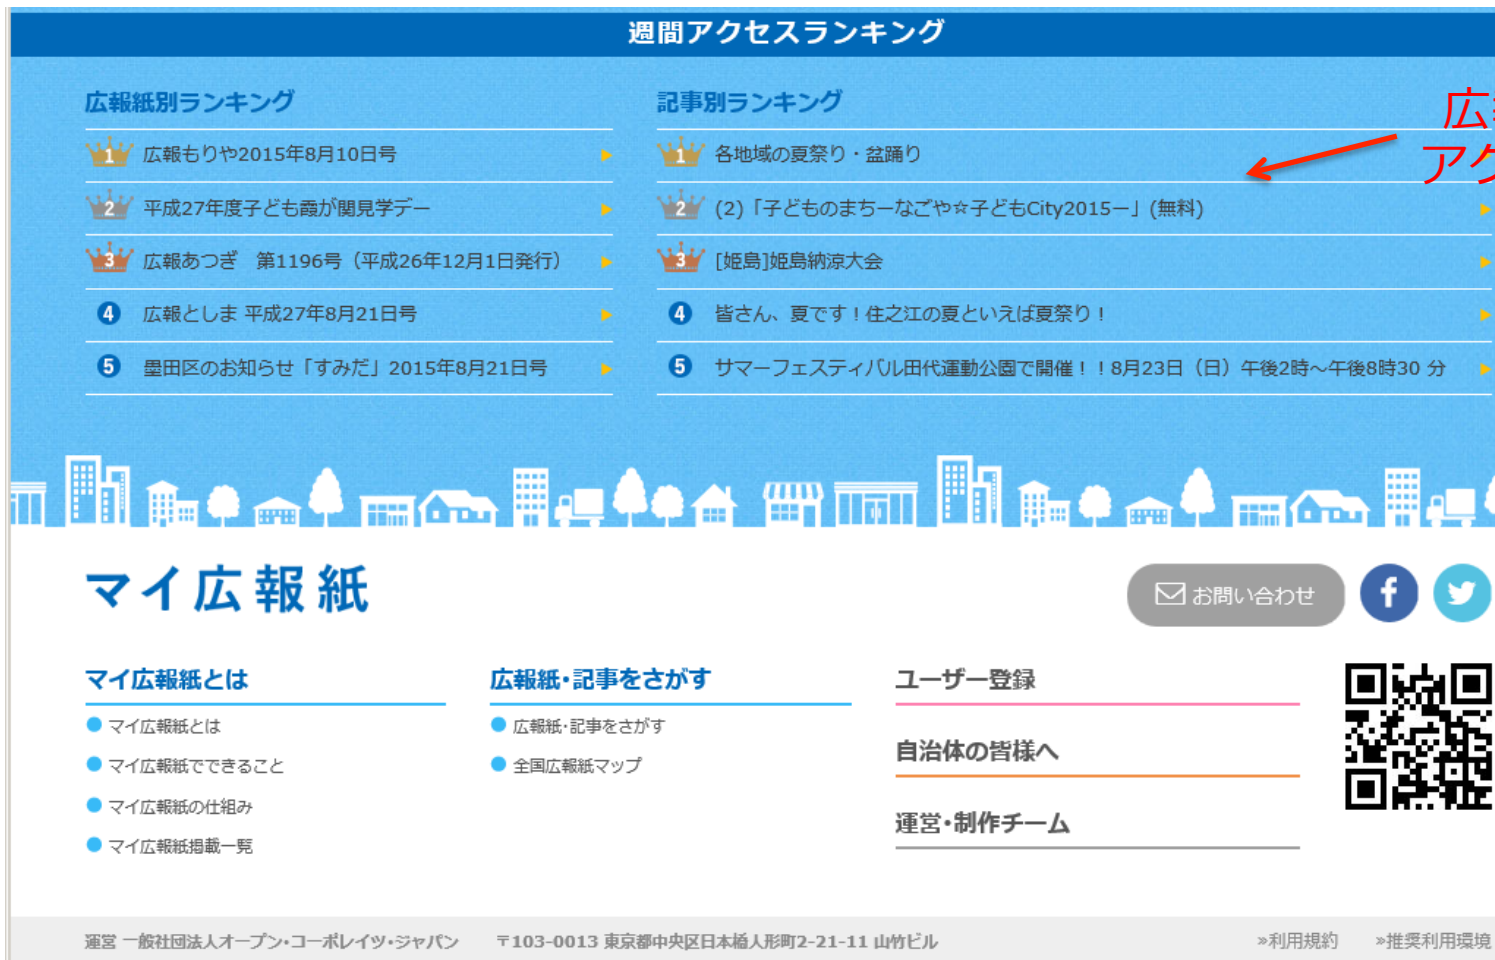 週間アクセスランキング
広報紙別ランキング
1 広報もりや2015年8月10日号
2 平成27年度子ども霞が関見学デー
3 広報あつぎ　第1196号（平成26年12月1日発行）
4 広報としま 平成27年8月21日号
5 墨田区のお知らせ「すみだ」2015年8月21日号
記事別ランキング
1 各地域の夏祭り・盆踊り
2 (2)「子どものまちーなごや☆子どもCity2015ー」(無料)
3 [姫島]姫島納涼大会
4 皆さん、夏です！住之江の夏といえば夏祭り！
5 サマーフェスティバル田代運動公園で開催！！8月23日（日）午後2時～午後8時30 分
広
アク
マイ広報紙
お問い合わせ
マイ広報紙とは
マイ広報紙とは
マイ広報紙でできること
マイ広報紙の仕組み
マイ広報紙掲載一覧
広報紙・記事をさがす
広報紙・記事をさがす
全国広報紙マップ
ユーザー登録
自治体の皆様へ
運営・制作チーム
運営 一般社団法人オープン・コーポレイツ・ジャパン　〒103-0013 東京都中央区日本橋人形町2-21-11 山竹ビル
»利用規約　»推奨利用環境